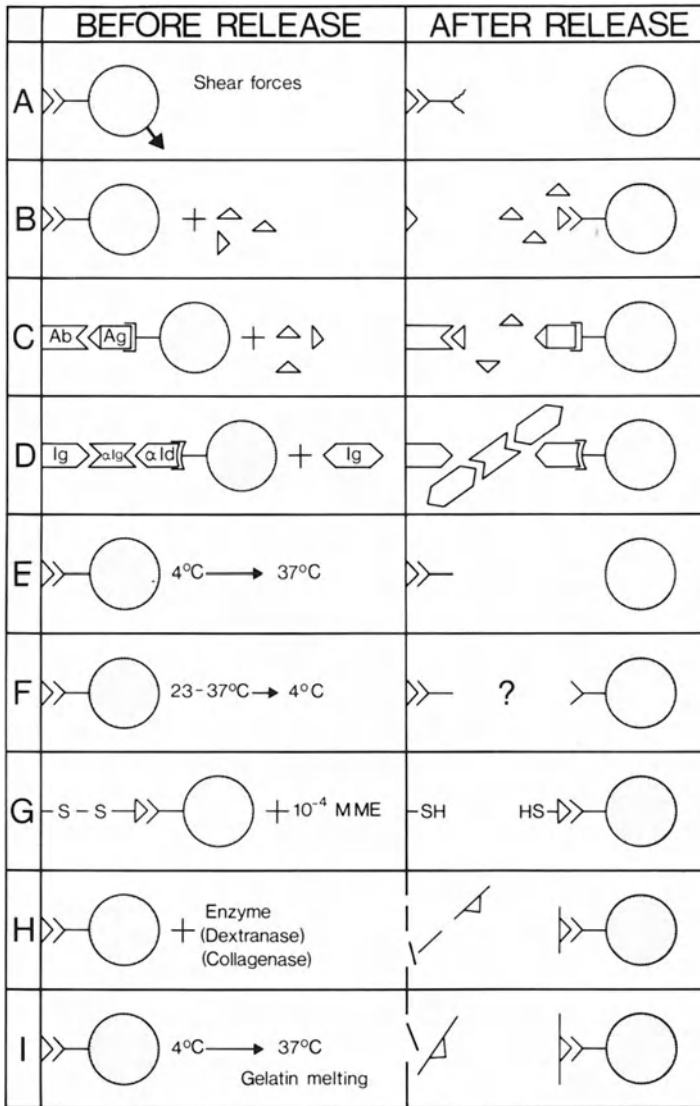 BEFORE RELEASE AFTER RELEASE
A Shear forces
B +
C Ab Ag +
D Ig αIg αId + Ig
E 4°C → 37°C
F 23-37°C → 4°C ?
G -S-S- + 10⁻⁴ MME -SH HS-
H + Enzyme
(Dextranase)
(Collagenase)
I 4°C → 37°C
Gelatin melting